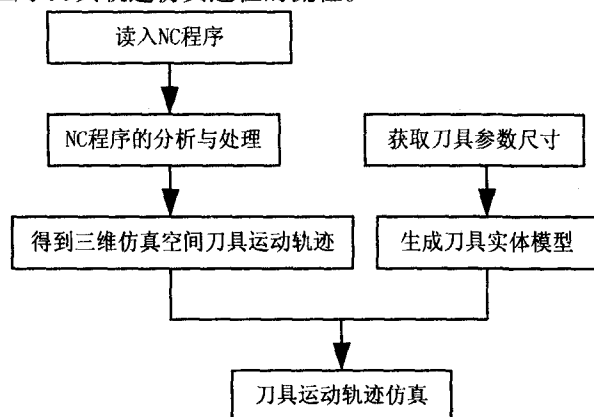 读入NC程序
NC程序的分析与处理
获取刀具参数尺寸
得到三维仿真空间刀具运动轨迹
生成刀具实体模型
刀具运动轨迹仿真